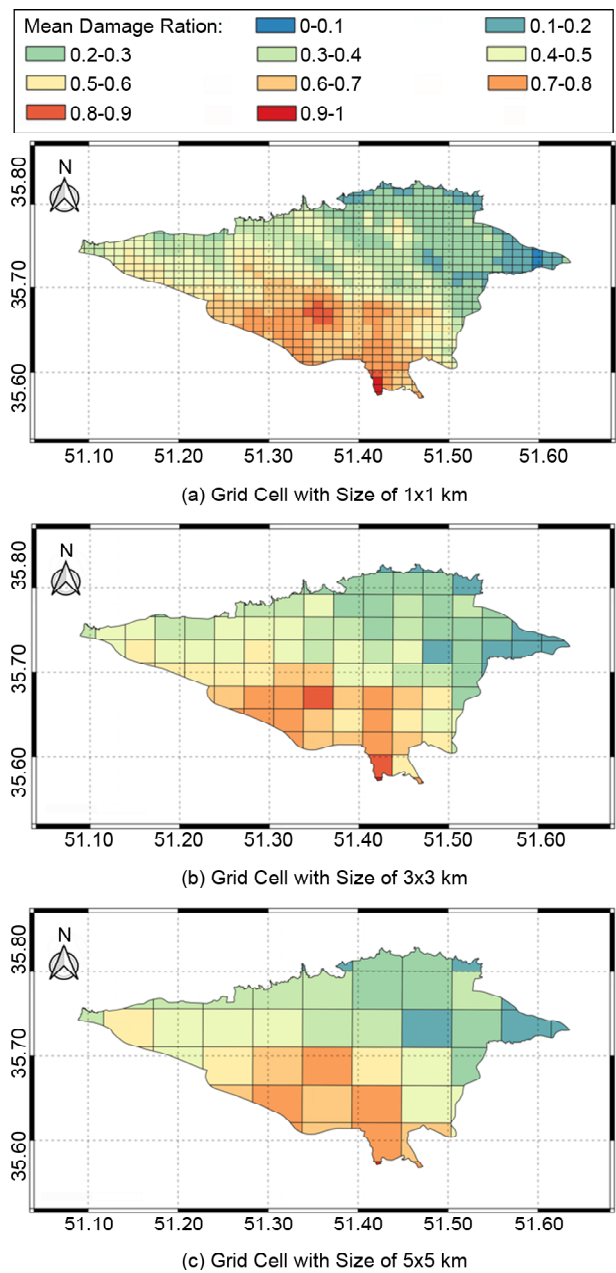 Mean Damage Ration: 0-0.1 0.1-0.2
0.2-0.3 0.3-0.4 0.4-0.5
0.5-0.6 0.6-0.7 0.7-0.8
0.8-0.9 0.9-1
N
35.80
35.70
35.60
51.10 51.20 51.30 51.40 51.50 51.60
(a) Grid Cell with Size of 1x1 km
N
35.80
35.70
35.60
51.10 51.20 51.30 51.40 51.50 51.60
(b) Grid Cell with Size of 3x3 km
N
35.80
35.70
35.60
51.10 51.20 51.30 51.40 51.50 51.60
(c) Grid Cell with Size of 5x5 km